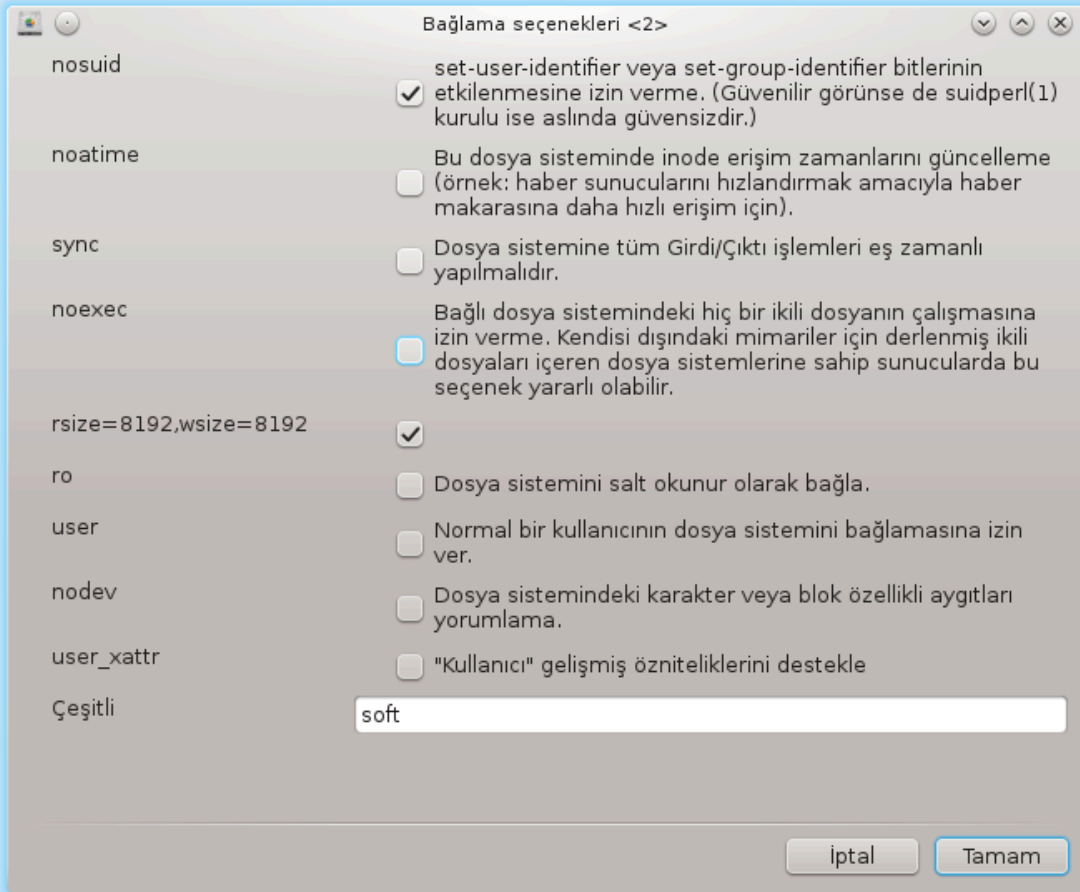 Bağlama seçenekleri <2>
nosuid
set-user-identifier veya set-group-identifier bitlerinin
etkilenmesine izin verme. (Güvenilir görünse de suidperl(1)
kurulu ise aslında güvensizdir.)
noatime
Bu dosya sisteminde inode erişim zamanlarını güncelleme
(örnek: haber sunucularını hızlandırmak amacıyla haber
makarasına daha hızlı erişim için).
sync
Dosya sistemine tüm Girdi/Çıktı işlemleri eş zamanlı
yapılmalıdır.
noexec
Bağlı dosya sistemindeki hiç bir ikili dosyanın çalışmasına
izin verme. Kendisi dışındaki mimariler için derlenmiş ikili
dosyaları içeren dosya sistemlerine sahip sunucularda bu
seçenek yararlı olabilir.
rsize=8192,wsize=8192
ro
Dosya sistemini salt okunur olarak bağla.
user
Normal bir kullanıcının dosya sistemini bağlamasına izin
ver.
nodev
Dosya sistemindeki karakter veya blok özellikli aygıtları
yorumlama.
user_xattr
"Kullanıcı" gelişmiş özniteliklerini destekle
Çeşitli
soft
İptal
Tamam